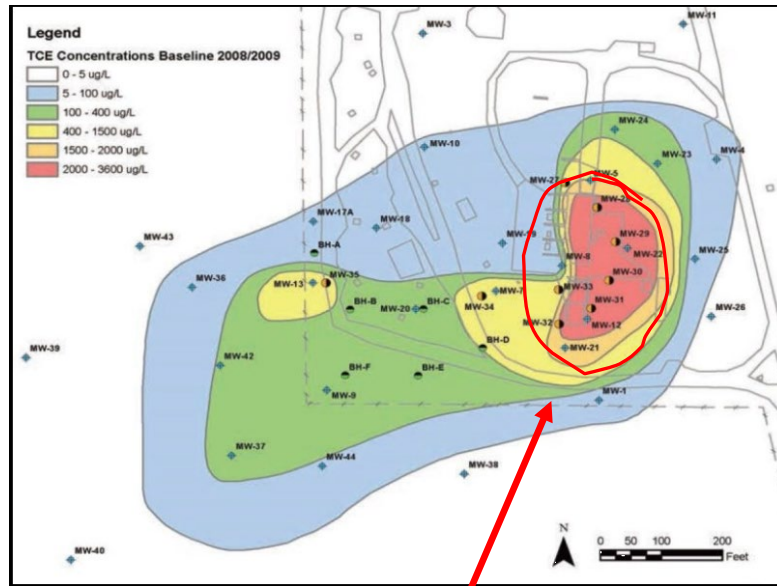 MW-3
MW-11
Legend
TCE Concentrations Baseline 2008/2009
0 - 5 ug/L
5 - 100 ug/L
100 - 400 ug/L
400 - 1500 ug/L
1500 - 2000 ug/L
2000 - 3600 ug/L
MW-24
MW-10
MW-23
MW-4
MW-27
MW-5
MW-28
MW-17A
MW-18
MW-29
MW-43
MW-19
MW-22
BH-A
MW-8
MW-25
MW-36
MW-35
MW-13
MW-30
MW-7
MW-33
BH-B
MW-20
BH-C
MW-34
MW-31
MW-26
MW-32
MW-12
MW-39
BH-D
MW-21
MW-42
BH-F
BH-E
MW-9
MW-1
MW-37
MW-44
MW-38
MW-40
N
0 50 100 200
Feet